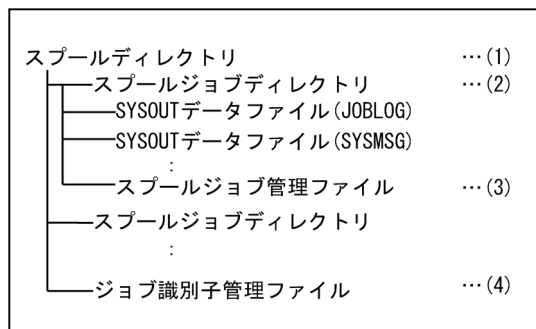 スプールディレクトリ …(1)
スプールジョブディレクトリ …(2)
SYSOUTデータファイル(JOBLOG)
SYSOUTデータファイル(SYSMSG)
:
スプールジョブ管理ファイル …(3)
スプールジョブディレクトリ
:
ジョブ識別子管理ファイル …(4)